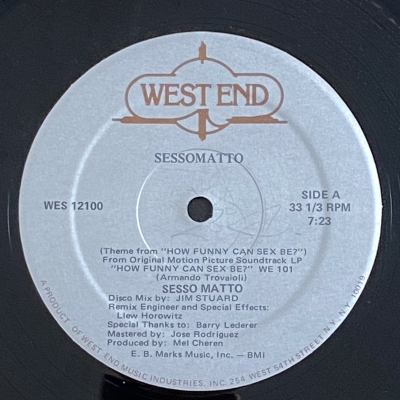 WEST END
SESSOMATTO
WES 12100
SIDE A
33 1/3 RPM
7:23
(Theme from "HOW FUNNY CAN SEX BE?")
From Original Motion Picture Soundtrack LP
"HOW FUNNY CAN SEX BE?" WE 101
(Armando Trovaioli)
SESSO MATTO
Disco Mix by: JIM STUARD
Remix Engineer and Special Effects:
Llew Horowitz
Special Thanks to: Barry Lederer
Mastered by: Jose Rodriguez
Produced by: Mel Cheren
E. B. Marks Music, Inc. — BMI
A PRODUCT OF WEST END MUSIC INDUSTRIES, INC. 254 WEST 54TH STREET N.Y., N.Y. 10019